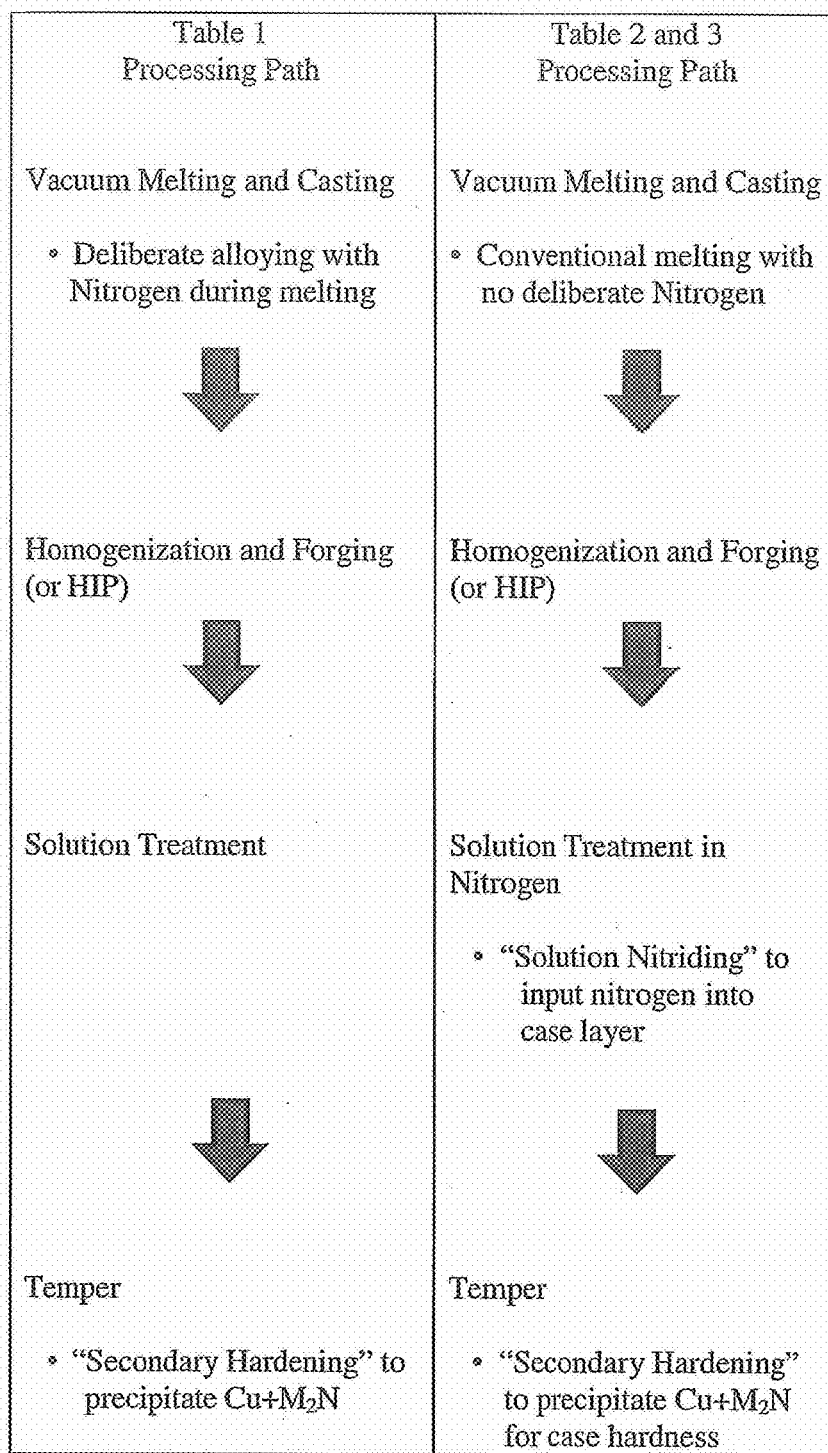 Table 1
Processing Path
Vacuum Melting and Casting
• Deliberate alloying with
Nitrogen during melting
Homogenization and Forging
(or HIP)
Solution Treatment
Temper
• “Secondary Hardening” to
precipitate Cu+M₂N
Table 2 and 3
Processing Path
Vacuum Melting and Casting
• Conventional melting with
no deliberate Nitrogen
Homogenization and Forging
(or HIP)
Solution Treatment in
Nitrogen
• “Solution Nitriding” to
input nitrogen into
case layer
Temper
• “Secondary Hardening”
to precipitate Cu+M₂N
for case hardness